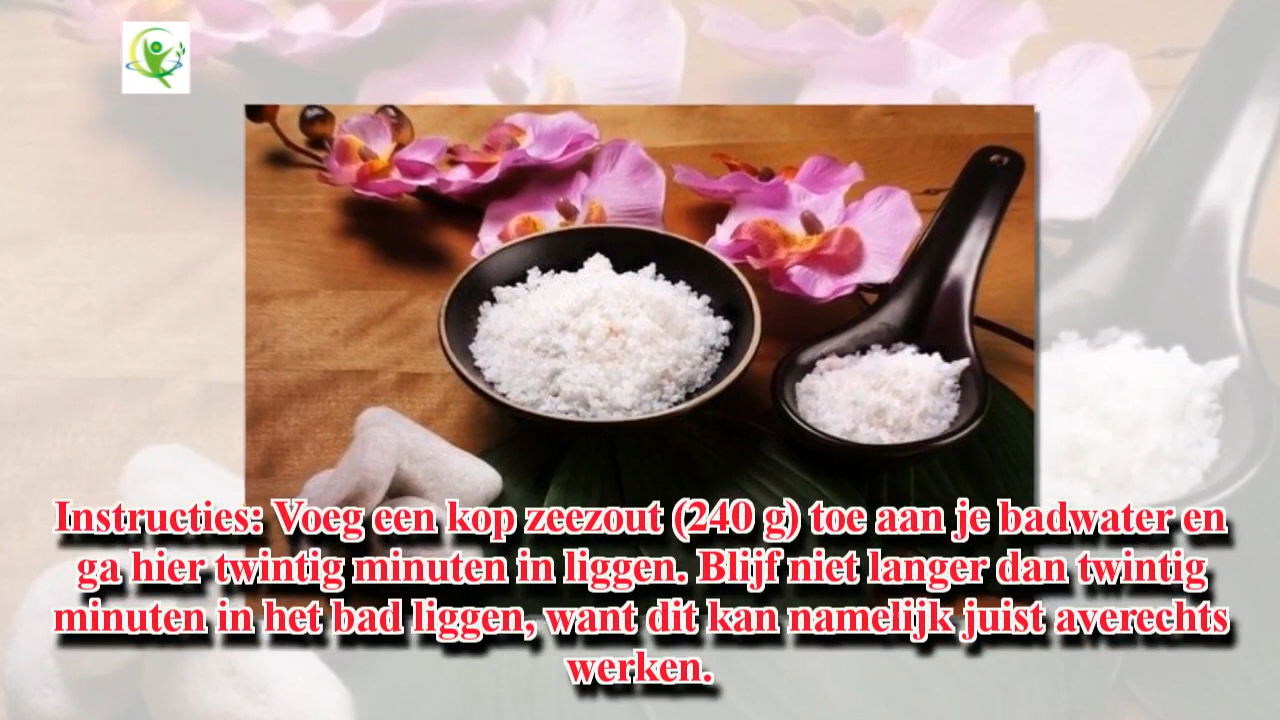 Instructies: Voeg een kop zeezout (240 g) toe aan je badwater en
ga hier twintig minuten in liggen. Blijf niet langer dan twintig
minuten in het bad liggen, want dit kan namelijk juist averechts
werken.